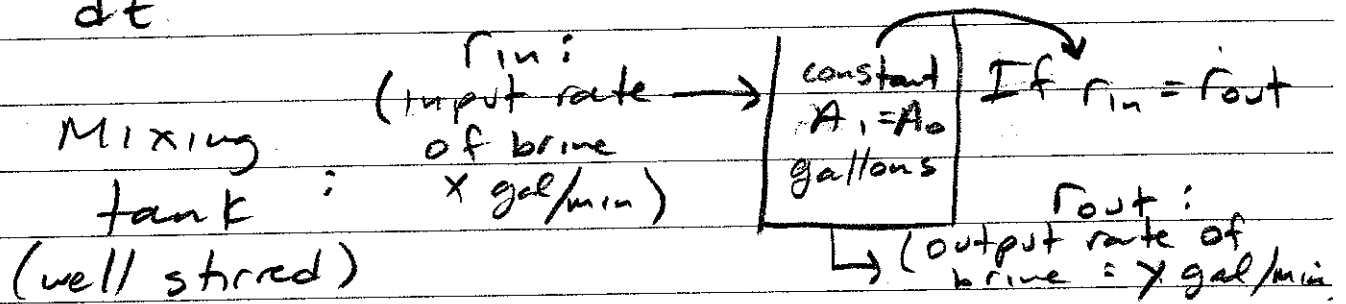 dt
Mixing tank : (well stirred)
rin :
(input rate
of brine
x gal/min)
constant
A1=A0
gallons
If rin = rout
rout :
(output rate of
brine : y gal/min.